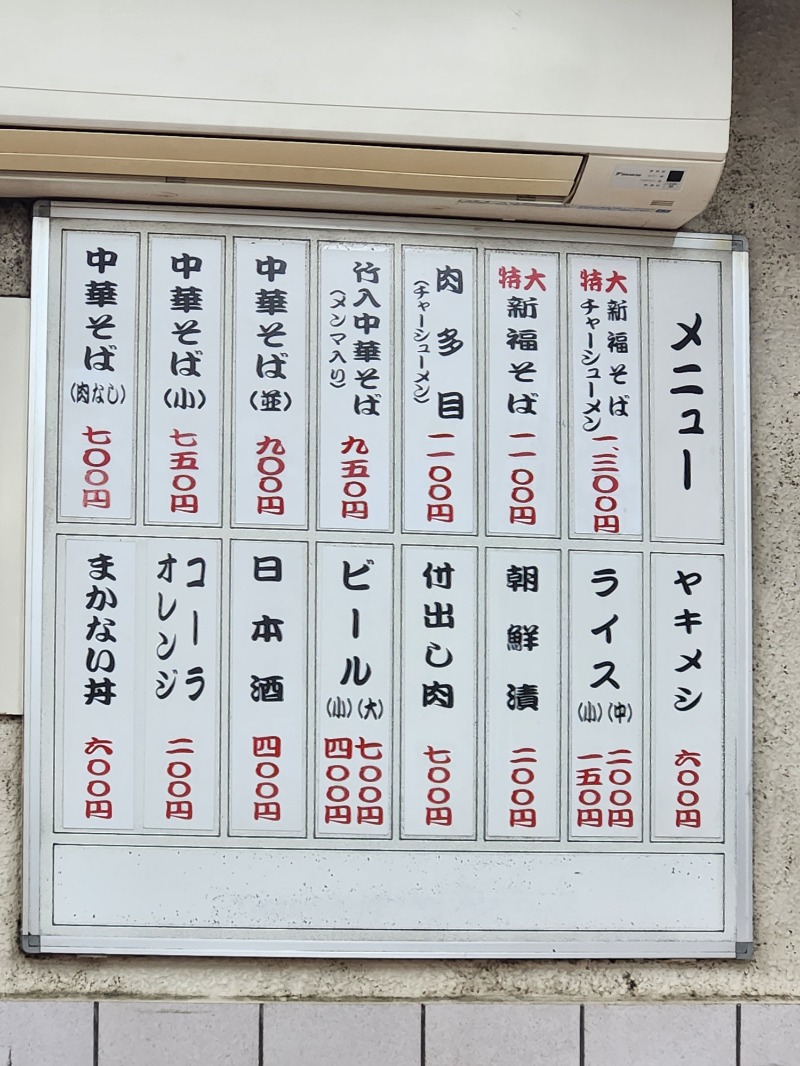 メニュー
特大
新福そば
チャーシューメン
一、三〇〇円
特大
新福そば
一一〇〇円
肉多目
(チャーシューメン)
一一〇〇円
竹入中華そば
(メンマ入り)
九五〇円
中華そば(並)
九〇〇円
中華そば(小)
七五〇円
中華そば(肉なし)
七〇〇円
ヤキメシ
六〇〇円
ライス
(中)二〇〇円
(小)一五〇円
朝鮮漬
二〇〇円
付出し肉
七〇〇円
ビール
(大)七〇〇円
(小)四〇〇円
日本酒
四〇〇円
コーラ
オレンジ
二〇〇円
まかない丼
六〇〇円
DAIKIN